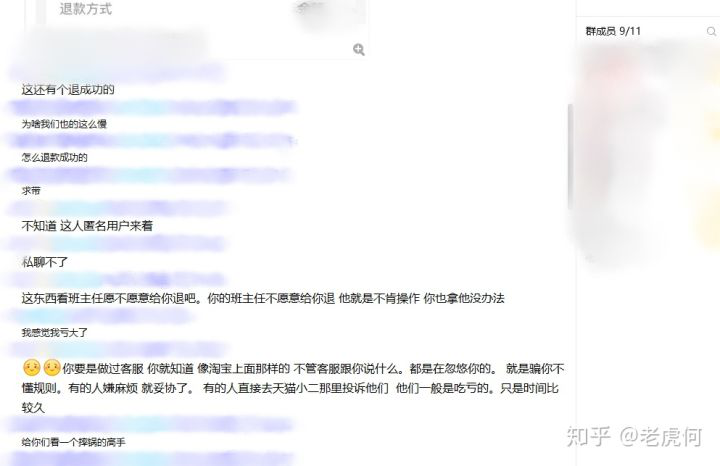 退款方式
群成员 9/11
这还有个退成功的
为啥我们也的这么慢
怎么退款成功的
求带
不知道 这人匿名用户来着
私聊不了
这东西看班主任愿不愿意给你退吧。你的班主任不愿意给你退 他就是不肯操作 你也拿他没办法
我感觉我亏大了
你要是做过客服 你就知道 像淘宝上面那样的 不管客服跟你说什么。都是在忽悠你的。 就是骗你不
懂规则。有的人嫌麻烦 就妥协了。 有的人直接去天猫小二那里投诉他们 他们一般是吃亏的。只是时间比
较久
给你们看一个摔锅的高手
知乎 @老虎何